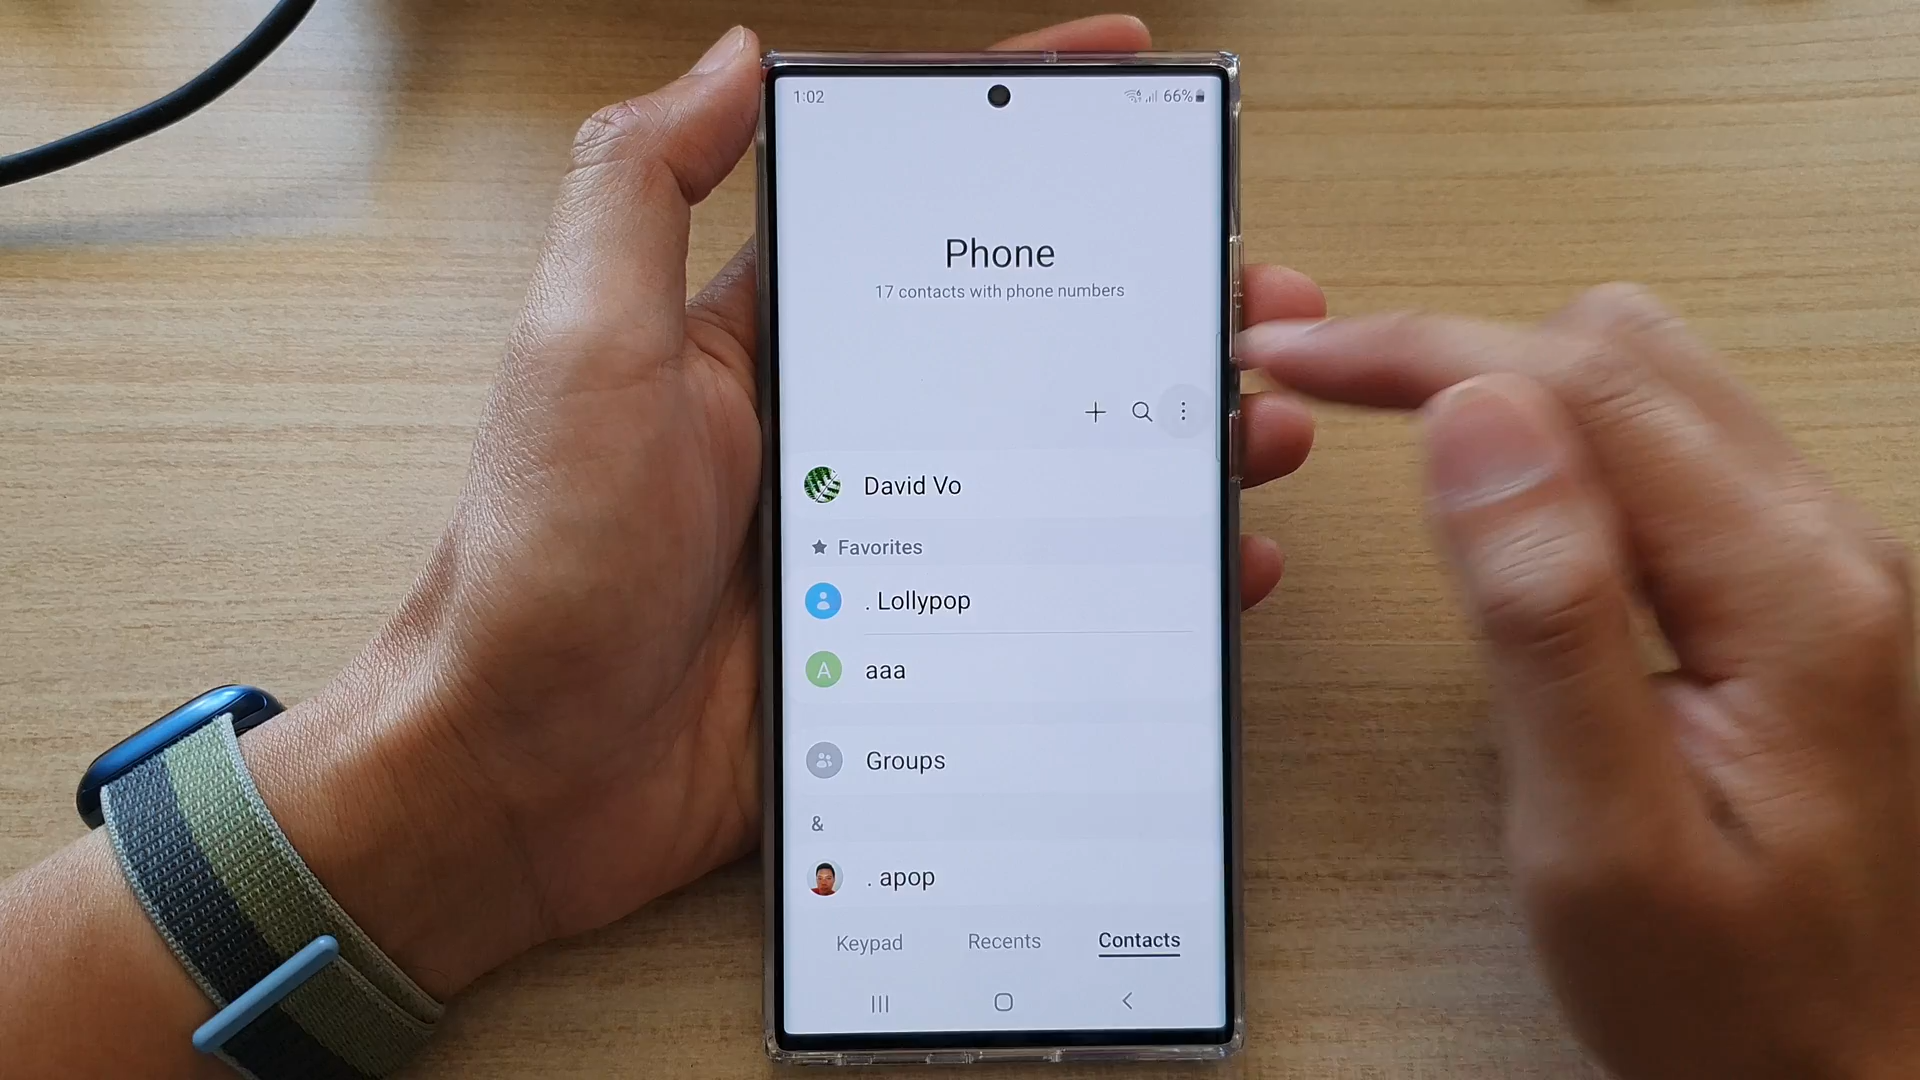 1:02
66%
Phone
17 contacts with phone numbers
David Vo
Favorites
. Lollypop
A
aaa
Groups
&
. apop
Keypad
Recents
Contacts